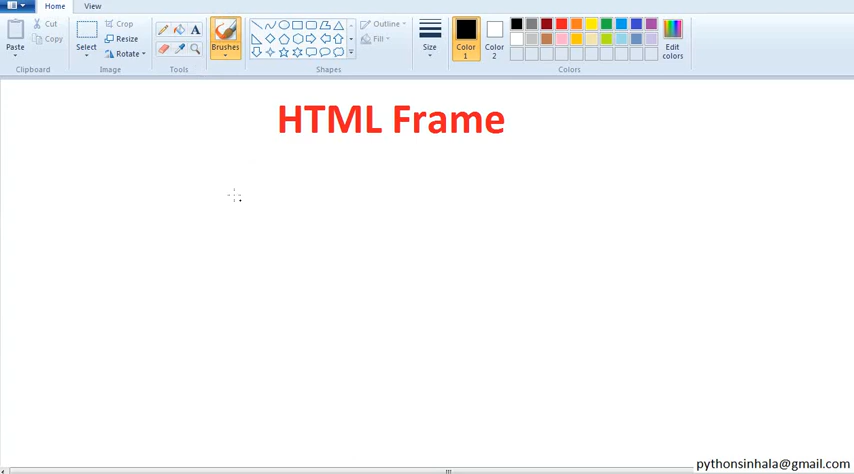 Home View
Paste
Cut
Copy
Clipboard
Select
Crop
Resize
Rotate
Image
A
Tools
Brushes
Shapes
Outline
Fill
Size
Color
1
Color
2
Colors
Edit
colors
HTML Frame
pythonsinhala@gmail.com